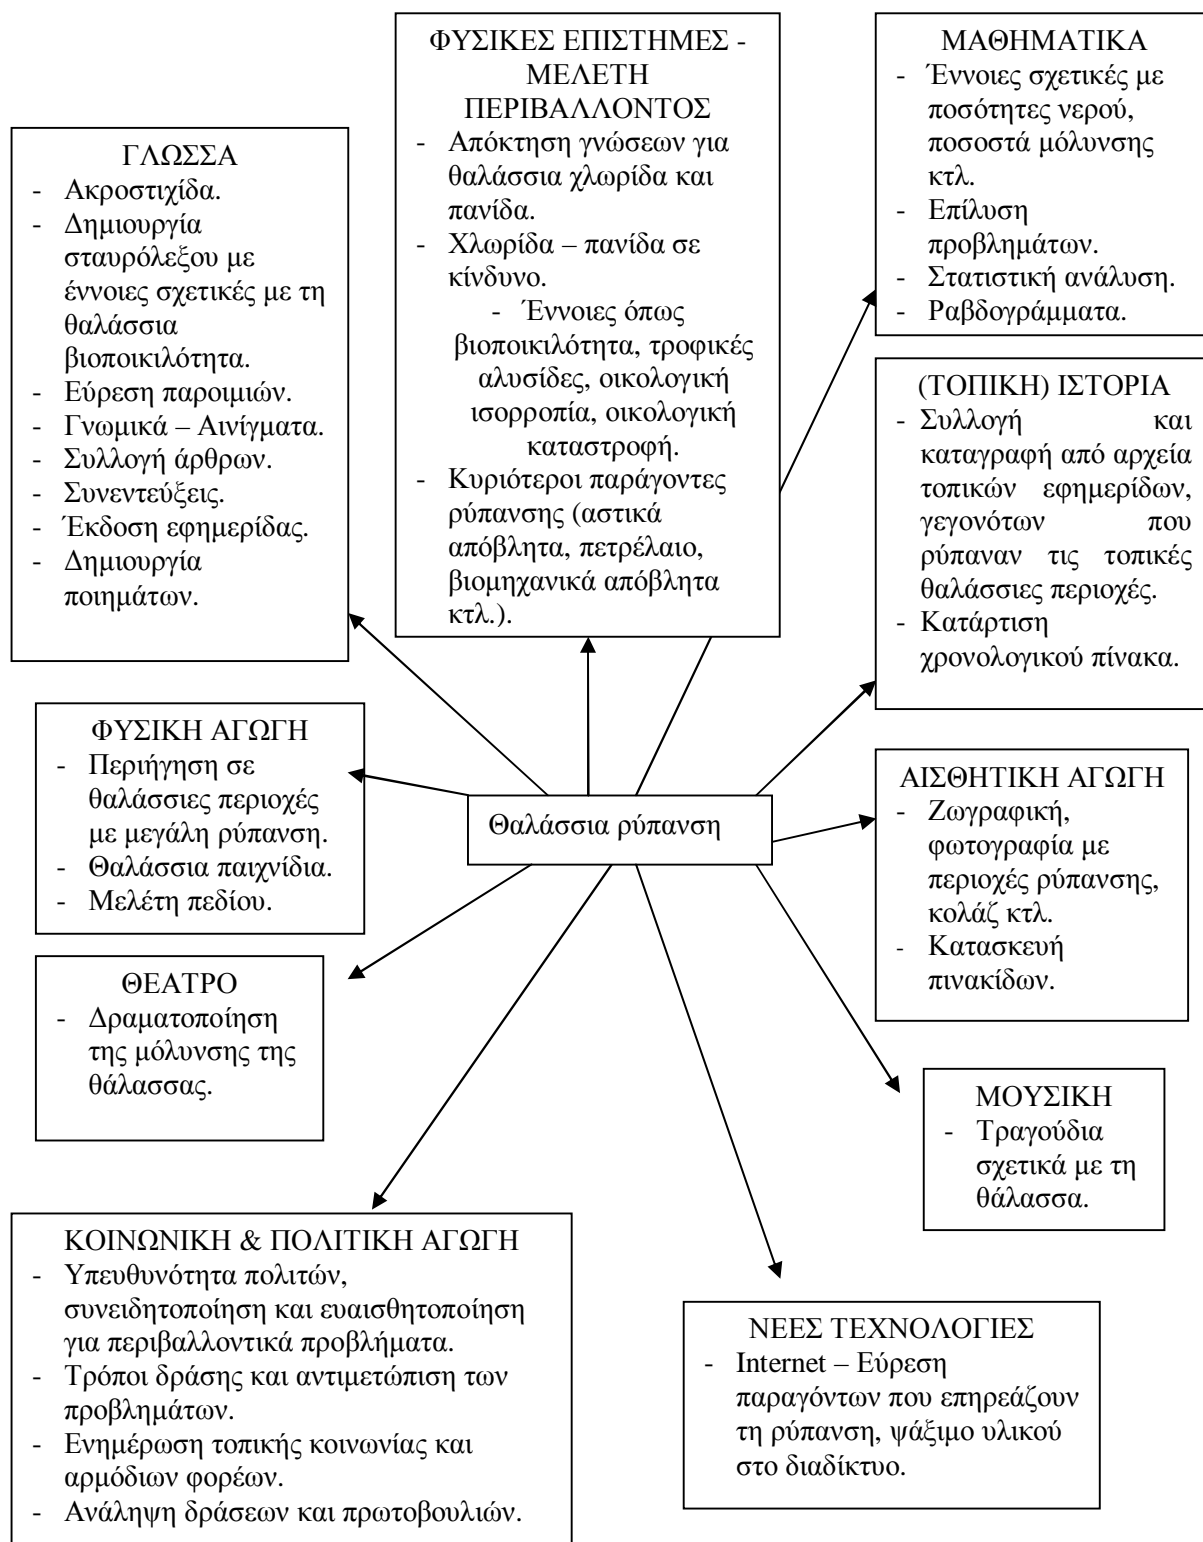 ΦΥΣΙΚΕΣ ΕΠΙΣΤΗΜΕΣ -
ΜΕΛΕΤΗ
ΠΕΡΙΒΑΛΛΟΝΤΟΣ
- Απόκτηση γνώσεων για
θαλάσσια χλωρίδα και
πανίδα.
- Χλωρίδα – πανίδα σε
κίνδυνο.
- Έννοιες όπως
βιοποικιλότητα, τροφικές
αλυσίδες, οικολογική
ισορροπία, οικολογική
καταστροφή.
- Κυριότεροι παράγοντες
ρύπανσης (αστικά
απόβλητα, πετρέλαιο,
βιομηχανικά απόβλητα
κτλ.).
ΜΑΘΗΜΑΤΙΚΑ
- Έννοιες σχετικές με
ποσότητες νερού,
ποσοστά μόλυνσης
κτλ.
- Επίλυση
προβλημάτων.
- Στατιστική ανάλυση.
- Ραβδογράμματα.
ΓΛΩΣΣΑ
- Ακροστιχίδα.
- Δημιουργία
σταυρόλεξου με
έννοιες σχετικές με τη
θαλάσσια
βιοποικιλότητα.
- Εύρεση παροιμιών.
- Γνωμικά – Αινίγματα.
- Συλλογή άρθρων.
- Συνεντεύξεις.
- Έκδοση εφημερίδας.
- Δημιουργία
ποιημάτων.
(ΤΟΠΙΚΗ) ΙΣΤΟΡΙΑ
- Συλλογή και
καταγραφή από αρχεία
τοπικών εφημερίδων,
γεγονότων που
ρύπαναν τις τοπικές
θαλάσσιες περιοχές.
- Κατάρτιση
χρονολογικού πίνακα.
ΦΥΣΙΚΗ ΑΓΩΓΗ
- Περιήγηση σε
θαλάσσιες περιοχές
με μεγάλη ρύπανση.
- Θαλάσσια παιχνίδια.
- Μελέτη πεδίου.
Θαλάσσια ρύπανση
ΑΙΣΘΗΤΙΚΗ ΑΓΩΓΗ
- Ζωγραφική,
φωτογραφία με
περιοχές ρύπανσης,
κολάζ κτλ.
- Κατασκευή
πινακίδων.
ΘΕΑΤΡΟ
- Δραματοποίηση
της μόλυνσης της
θάλασσας.
ΜΟΥΣΙΚΗ
- Τραγούδια
σχετικά με τη
θάλασσα.
ΚΟΙΝΩΝΙΚΗ & ΠΟΛΙΤΙΚΗ ΑΓΩΓΗ
- Υπευθυνότητα πολιτών,
συνειδητοποίηση και ευαισθητοποίηση
για περιβαλλοντικά προβλήματα.
- Τρόποι δράσης και αντιμετώπιση των
προβλημάτων.
- Ενημέρωση τοπικής κοινωνίας και
αρμόδιων φορέων.
- Ανάληψη δράσεων και πρωτοβουλιών.
ΝΕΕΣ ΤΕΧΝΟΛΟΓΙΕΣ
- Internet – Εύρεση
παραγόντων που επηρεάζουν
τη ρύπανση, ψάξιμο υλικού
στο διαδίκτυο.